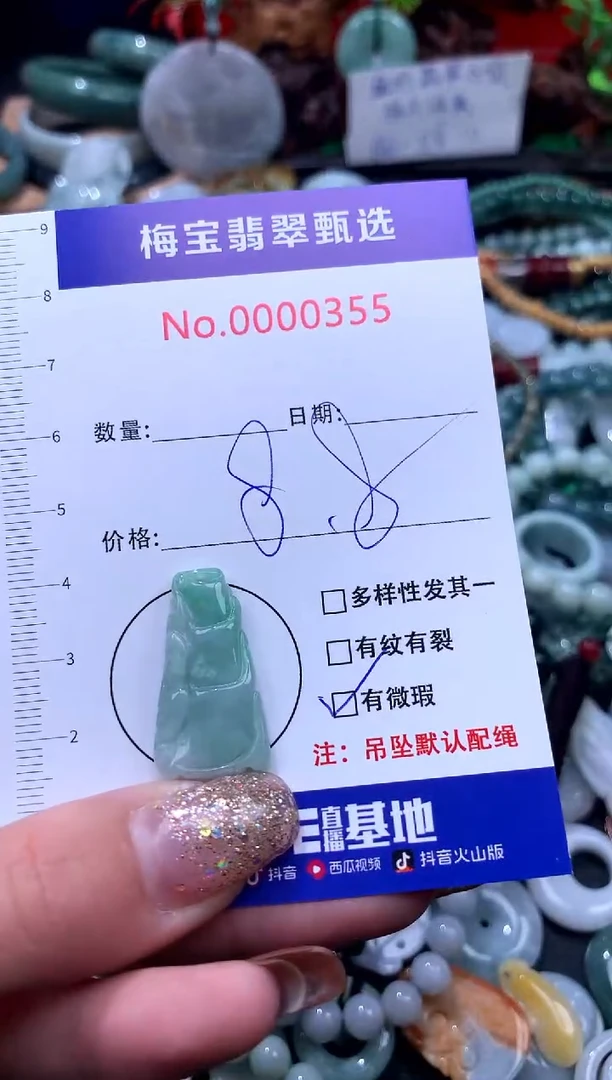 9
梅宝翡翠甄选
8
No.0000355
7
数量: 日期:
6
8.8
5
价格:
4
多样性发其一
有纹有裂
3
有微瑕
2
注：吊坠默认配绳
直播基地
抖音 西瓜视频 抖音火山版